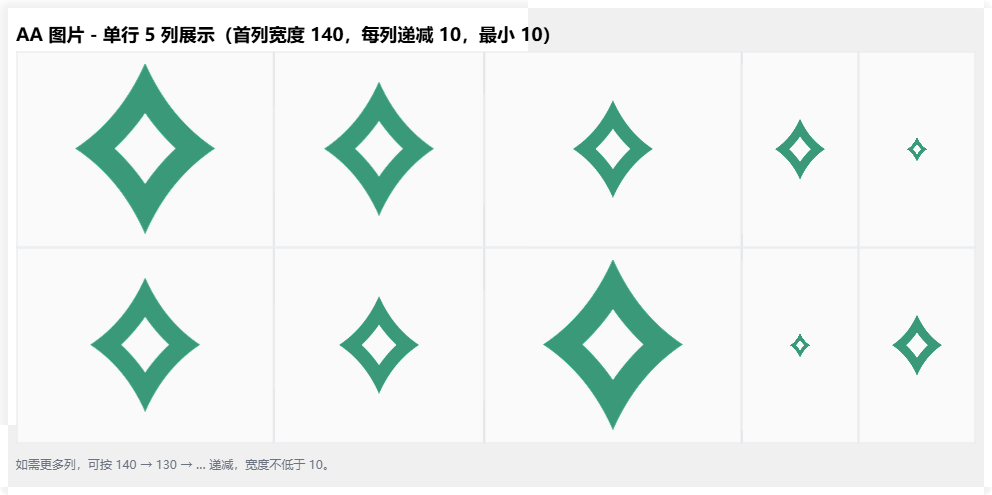 AA 图片 - 单行 5 列展示（首列宽度 140，每列递减 10，最小 10）
如需更多列，可按 140 → 130 → ... 递减，宽度不低于 10。